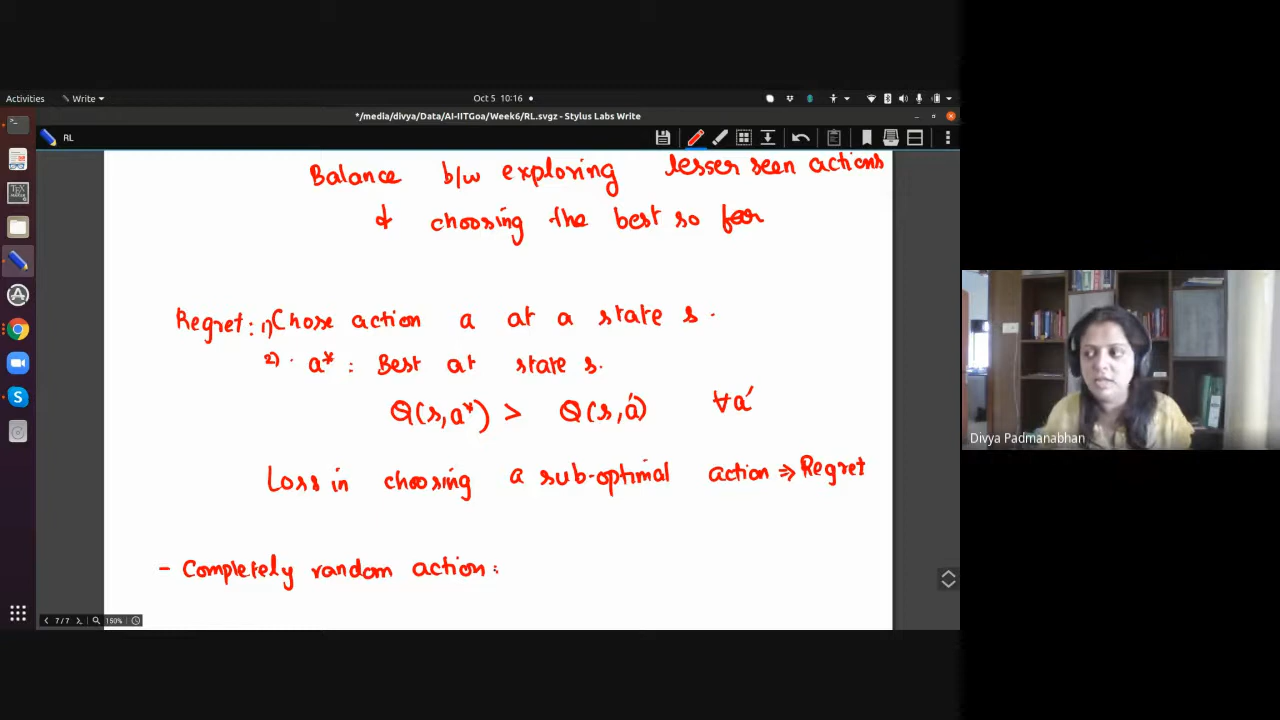 Activities Write Oct 5 10:16
*/media/divya/Data/AI-IITGoa/Week6/RL.svgz - Stylus Labs Write
RL
Balance b/w exploring lesser seen actions
& choosing the best so far
Regret: 1) Chose action a at a state s.
2) a* : Best at state s.
Q(s,a*) > Q(s,a') ∀a'
Loss in choosing a sub-optimal action ⇒ Regret
- Completely random action:
7/7 150%
Divya Padmanabhan